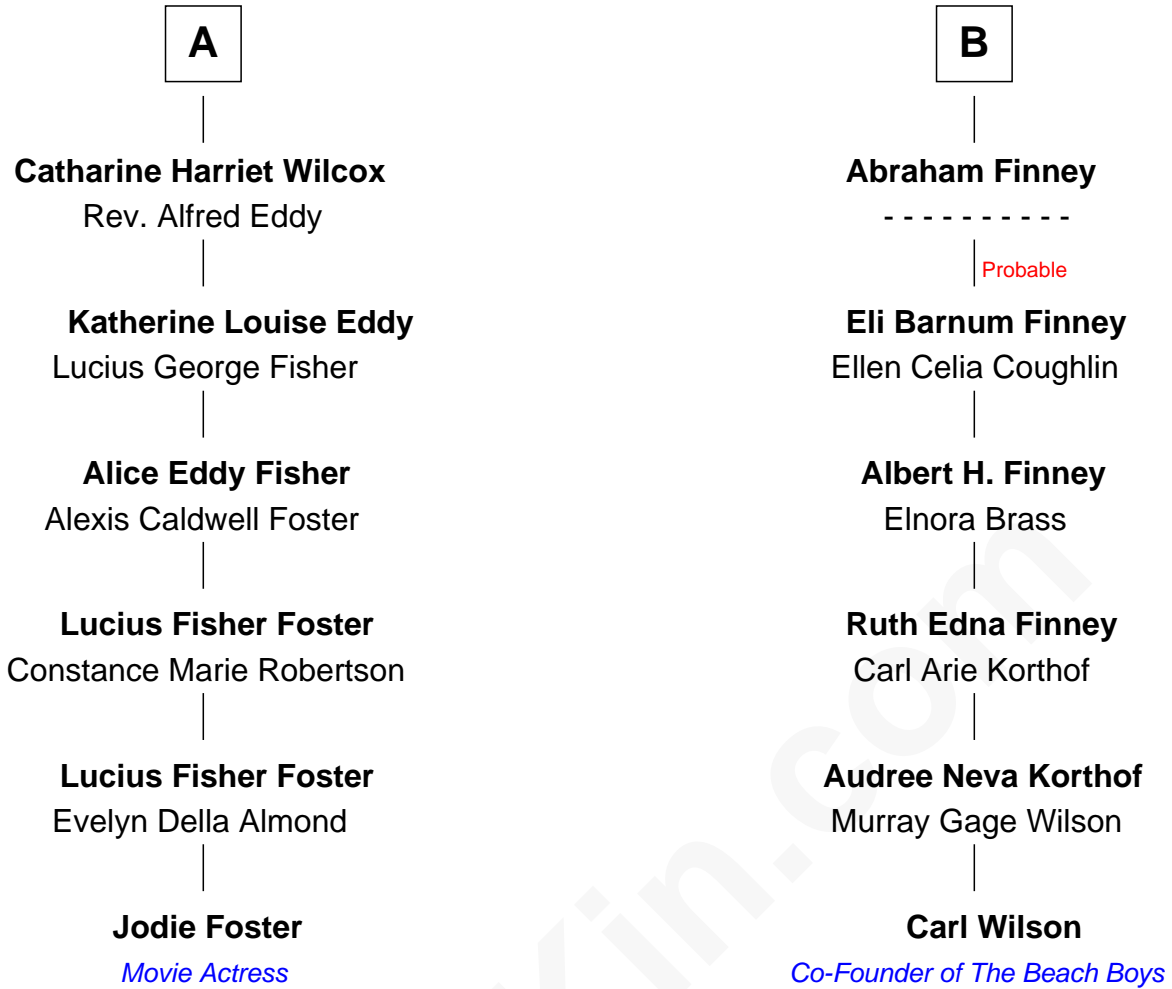 A
Catharine Harriet Wilcox
Rev. Alfred Eddy
Katherine Louise Eddy
Lucius George Fisher
Alice Eddy Fisher
Alexis Caldwell Foster
Lucius Fisher Foster
Constance Marie Robertson
Lucius Fisher Foster
Evelyn Della Almond
Jodie Foster
Movie Actress
B
Abraham Finney
- - - - - - - - - -
Probable
Eli Barnum Finney
Ellen Celia Coughlin
Albert H. Finney
Elnora Brass
Ruth Edna Finney
Carl Arie Korthof
Audree Neva Korthof
Murray Gage Wilson
Carl Wilson
Co-Founder of The Beach Boys
Kin.com